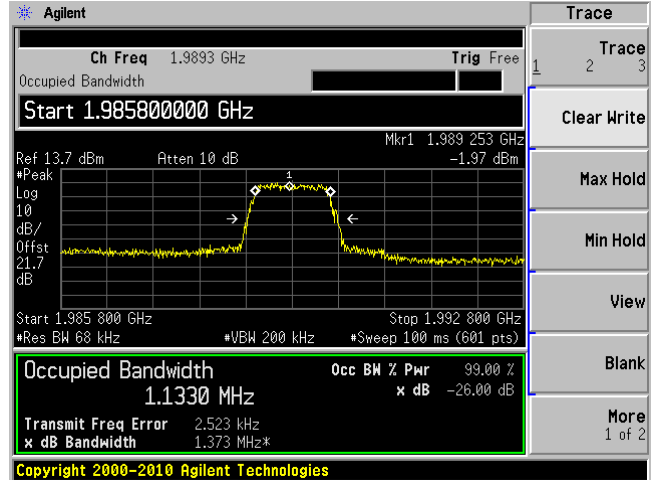 Agilent
Trace
Ch Freq 1.9893 GHz Trig Free
Occupied Bandwidth
Trace
1 2 3
Start 1.985800000 GHz
Clear Write
Mkr1 1.989 253 GHz
Ref 13.7 dBm Atten 10 dB -1.97 dBm
#Peak
Log
10
dB/
Offst
21.7
dB
1
Max Hold
Min Hold
View
Start 1.985 800 GHz Stop 1.992 800 GHz
#Res BW 68 kHz #VBW 200 kHz #Sweep 100 ms (601 pts)
Occupied Bandwidth Occ BW % Pwr 99.00 %
1.1330 MHz x dB -26.00 dB
Blank
Transmit Freq Error 2.523 kHz
x dB Bandwidth 1.373 MHz*
More
1 of 2
Copyright 2000-2010 Agilent Technologies